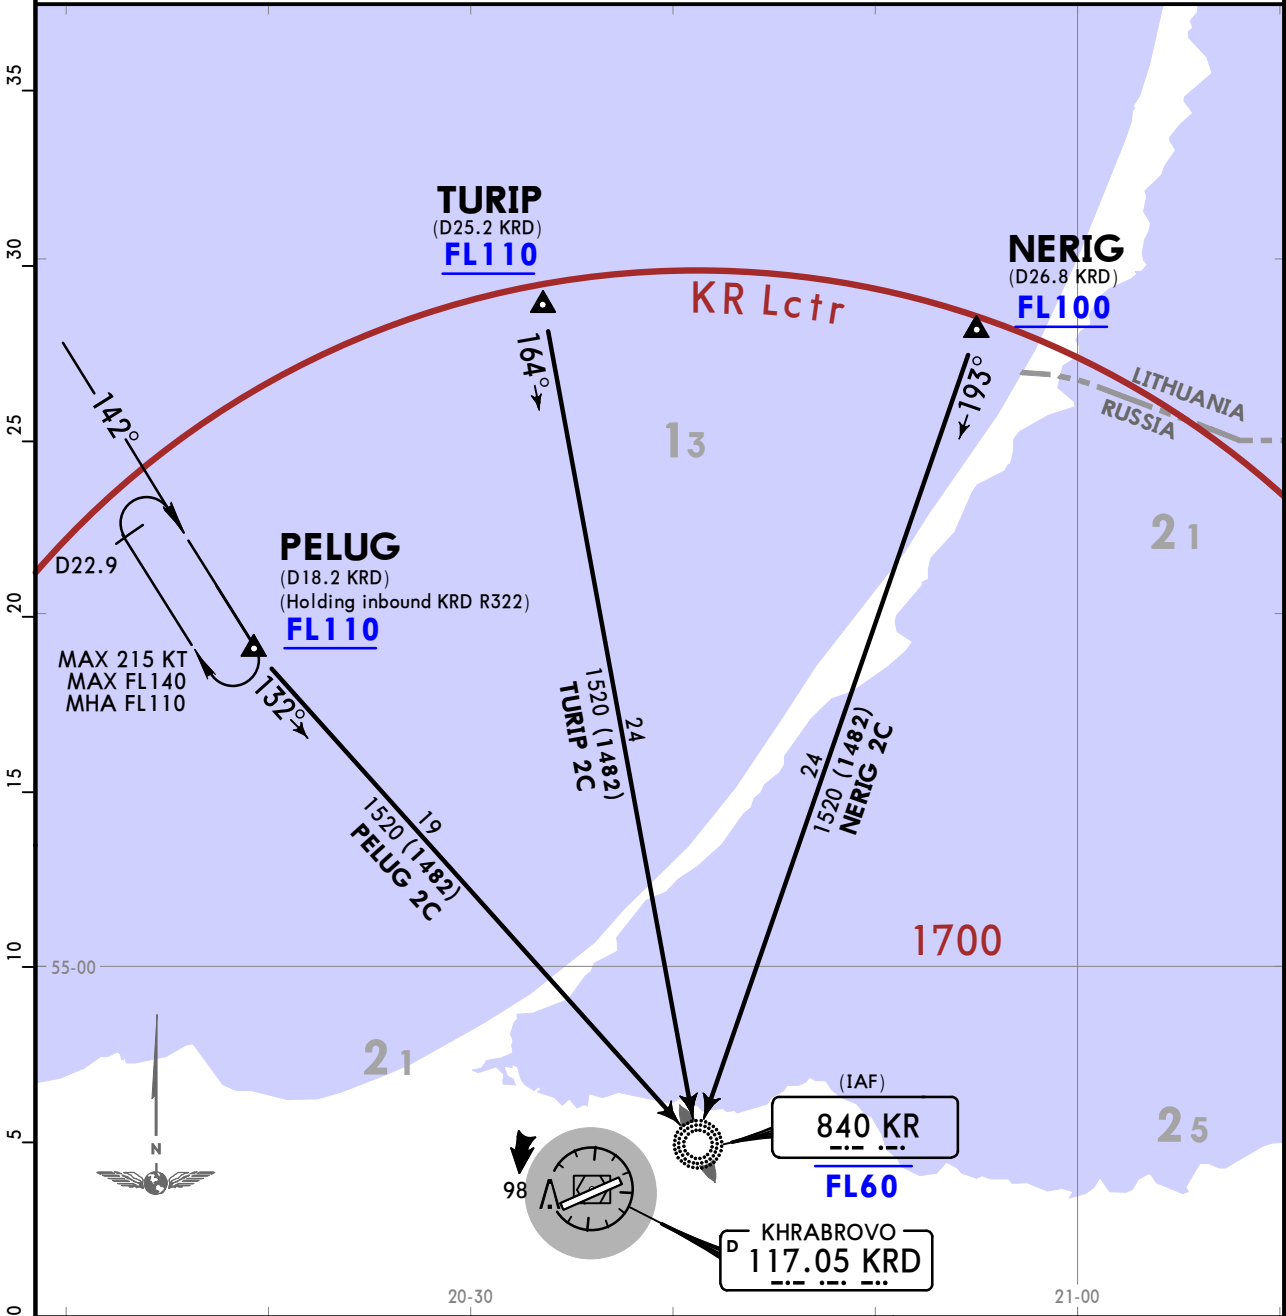 35
30
25
20
15
10
5
0
TURIP
(D25.2 KRD)
FL110
NERIG
(D26.8 KRD)
FL100
KR Lctr
164°
193°
142°
LITHUANIA
RUSSIA
13
21
D22.9
PELUG
(D18.2 KRD)
(Holding inbound KRD R322)
FL110
MAX 215 KT
MAX FL140
MHA FL110
132°
24
1520 (1482)
TURIP 2C
24
1520 (1482)
NERIG 2C
19
1520 (1482)
PELUG 2C
1700
55-00
21
25
N
(IAF)
840 KR
FL60
98
KHRABROVO
D
117.05 KRD
20-30
21-00